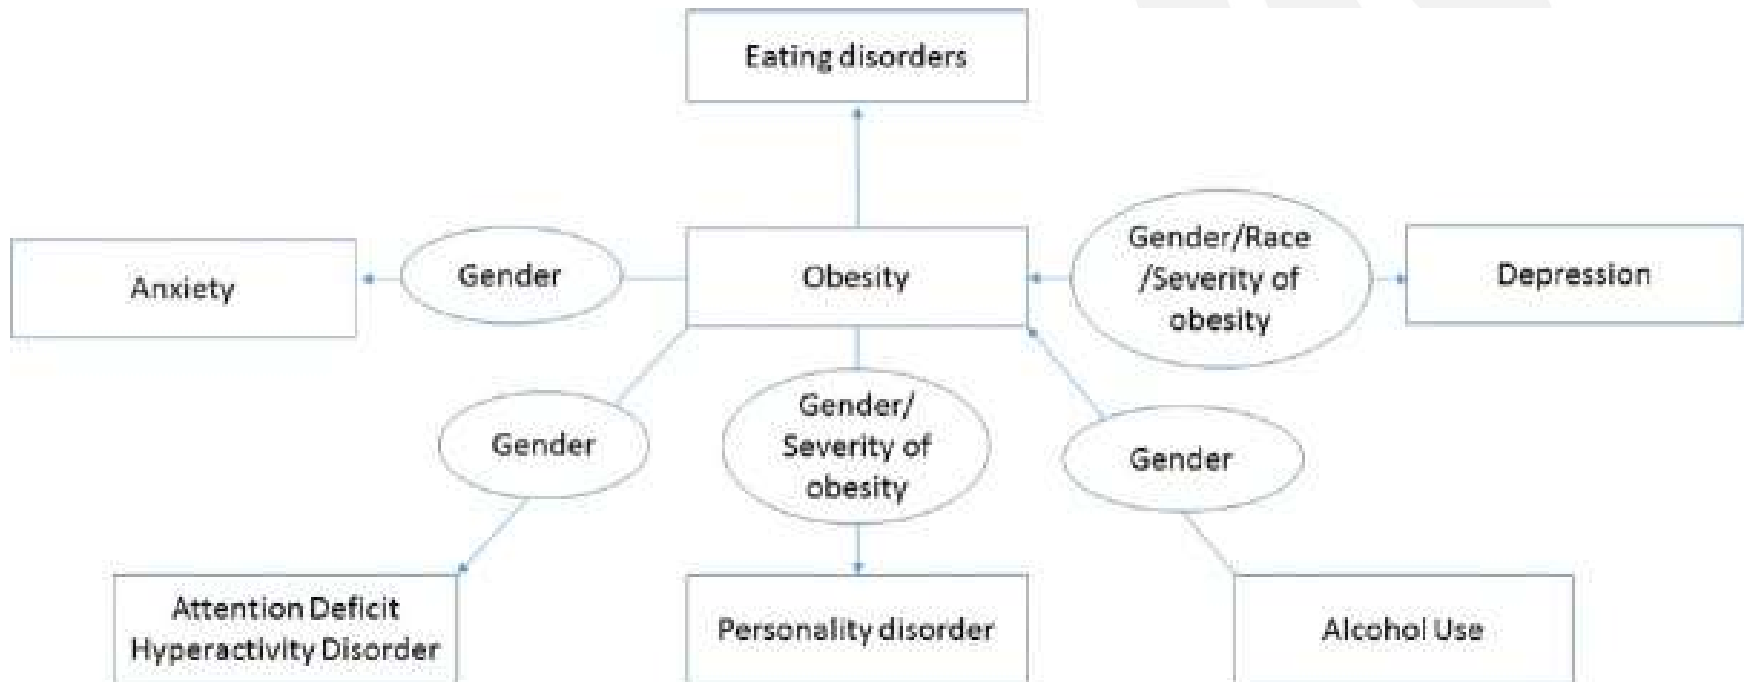 Eating disorders
Anxiety
Gender
Obesity
Gender/Race
/Severity of
obesity
Depression
Gender
Gender/
Severity of
obesity
Gender
Attention Deficit
Hyperactivity Disorder
Personality disorder
Alcohol Use